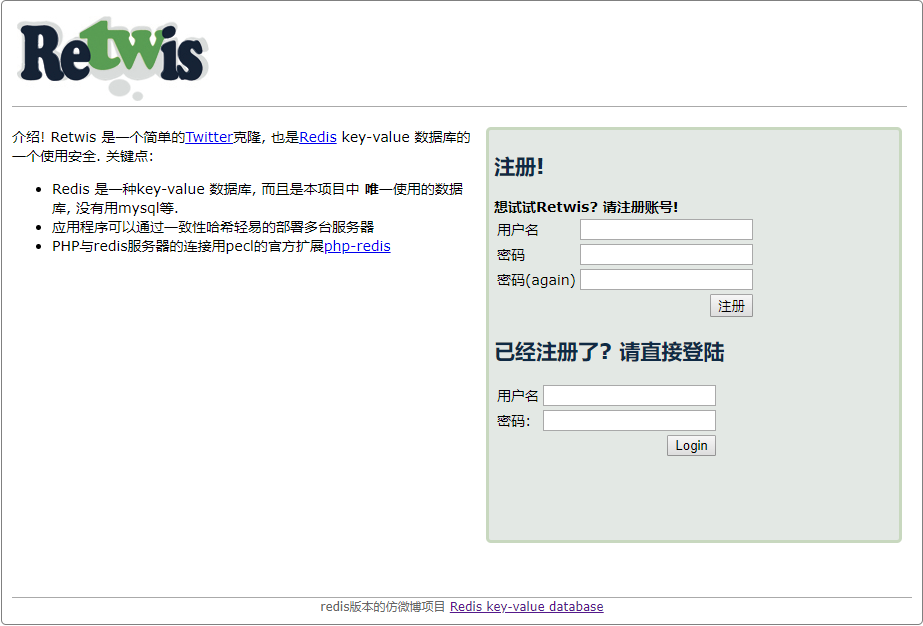 Retwis
介绍! Retwis 是一个简单的Twitter克隆, 也是Redis key-value 数据库的
一个使用安全. 关键点:
Redis 是一种key-value 数据库, 而且是本项目中 唯一使用的数据
库, 没有用mysql等.
应用程序可以通过一致性哈希轻易的部署多台服务器
PHP与redis服务器的连接用pecl的官方扩展php-redis
注册!
想试试Retwis? 请注册账号!
用户名
密码
密码(again)
注册
已经注册了? 请直接登陆
用户名
密码:
Login
redis版本的仿微博项目 Redis key-value database